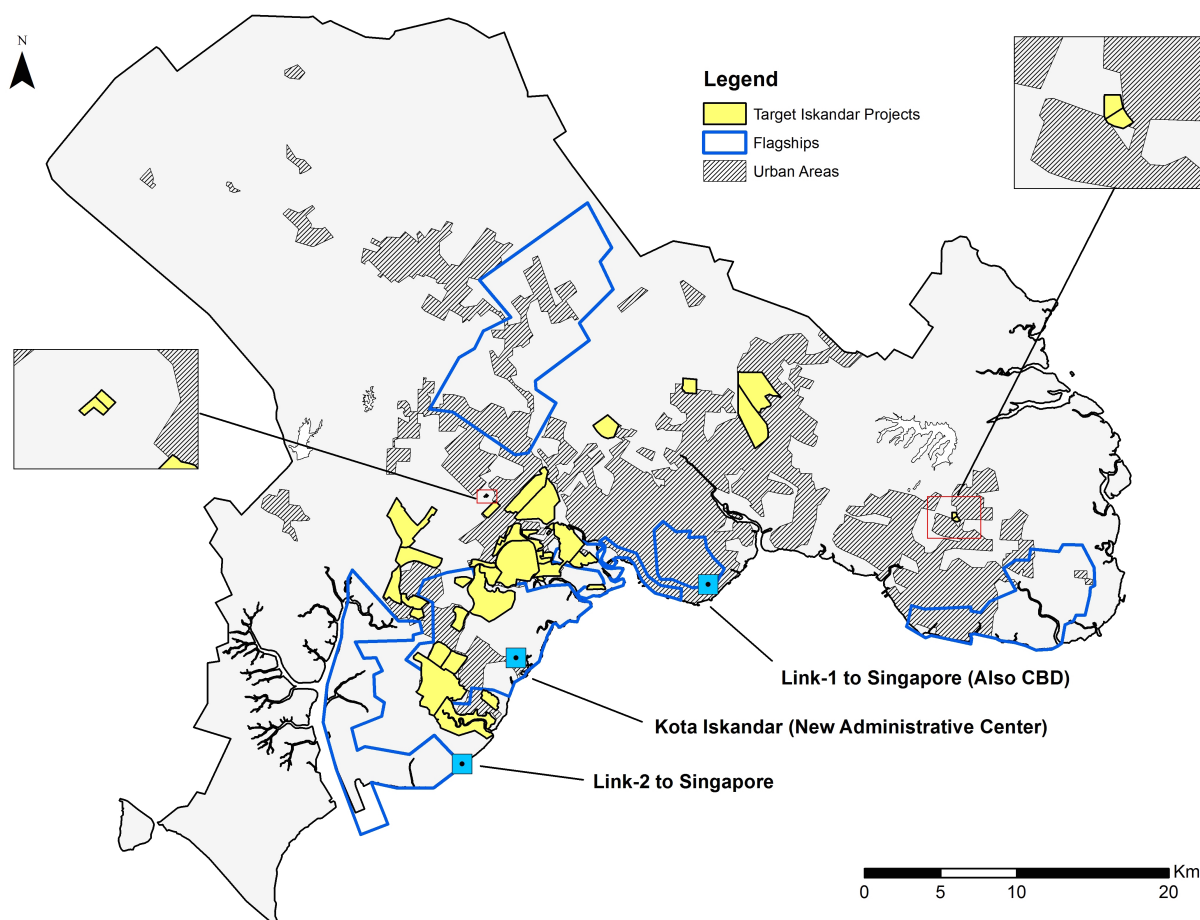 N
Legend
Target Iskandar Projects
Flagships
Urban Areas
Link-1 to Singapore (Also CBD)
Kota Iskandar (New Administrative Center)
Link-2 to Singapore
Km
0 5 10 20